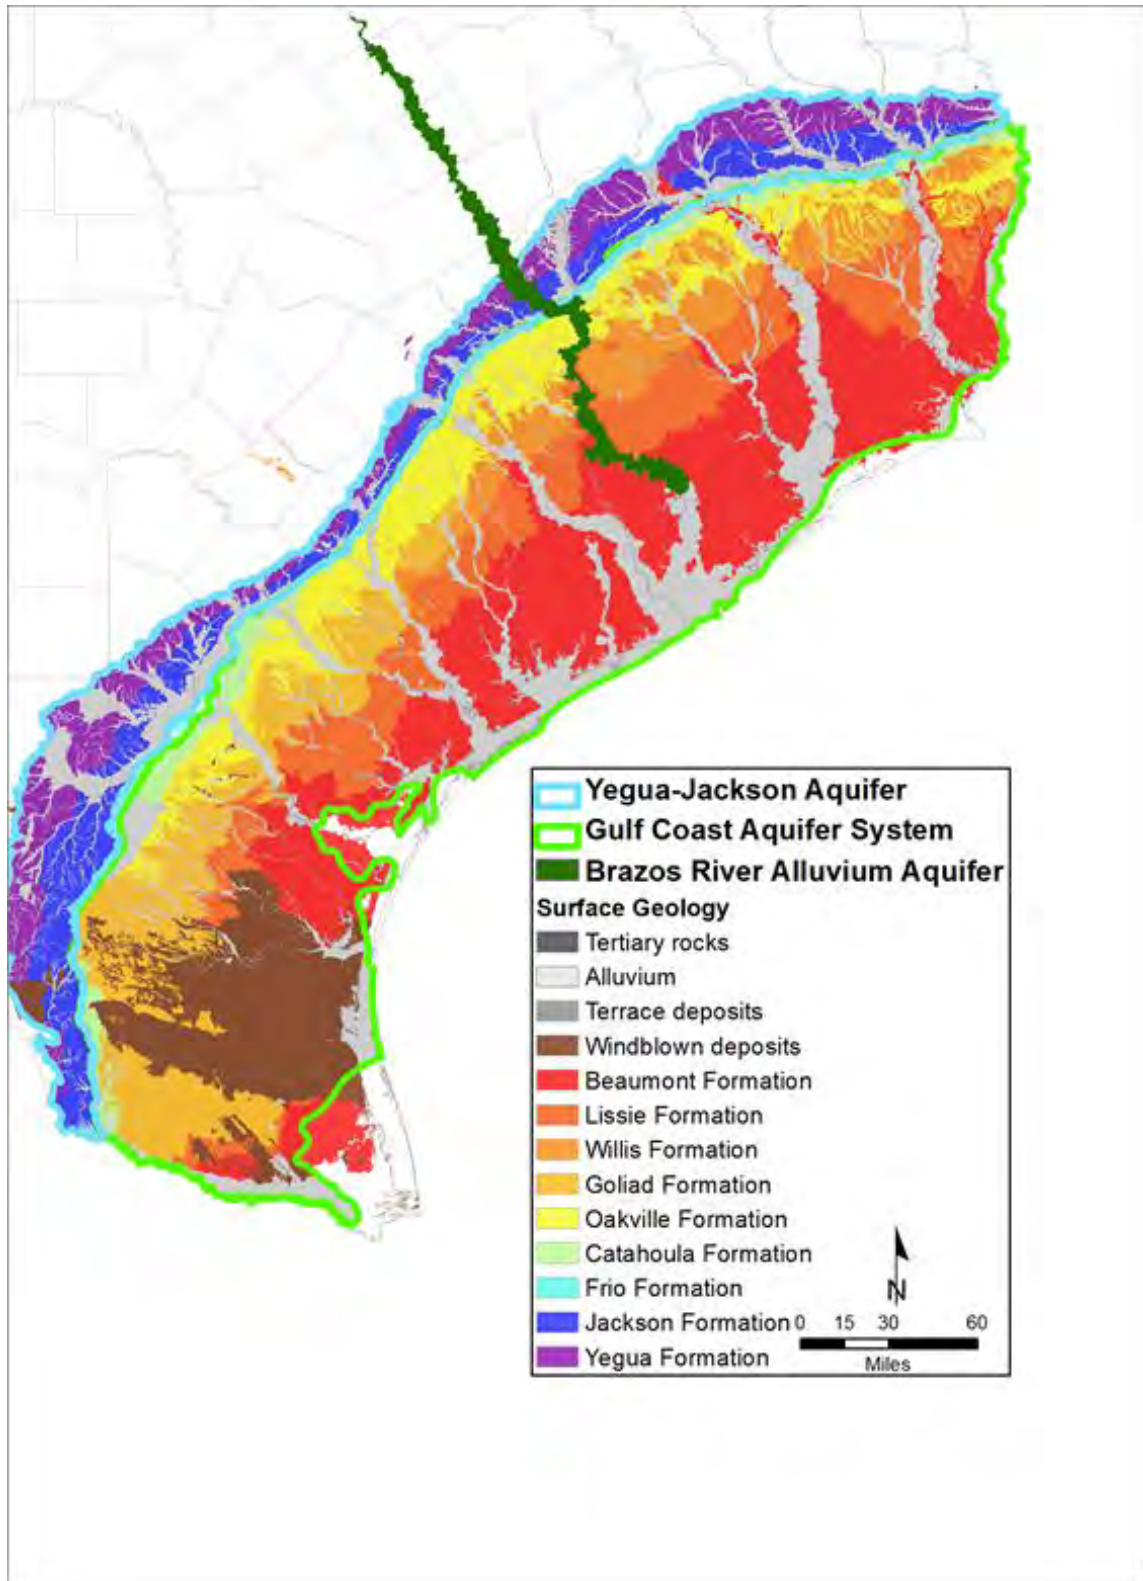 Yegua-Jackson Aquifer
Gulf Coast Aquifer System
Brazos River Alluvium Aquifer
Surface Geology
Tertiary rocks
Alluvium
Terrace deposits
Windblown deposits
Beaumont Formation
Lissie Formation
Willis Formation
Goliad Formation
Oakville Formation
Catahoula Formation
Frio Formation
Jackson Formation
Yegua Formation
N
0 15 30 60
Miles